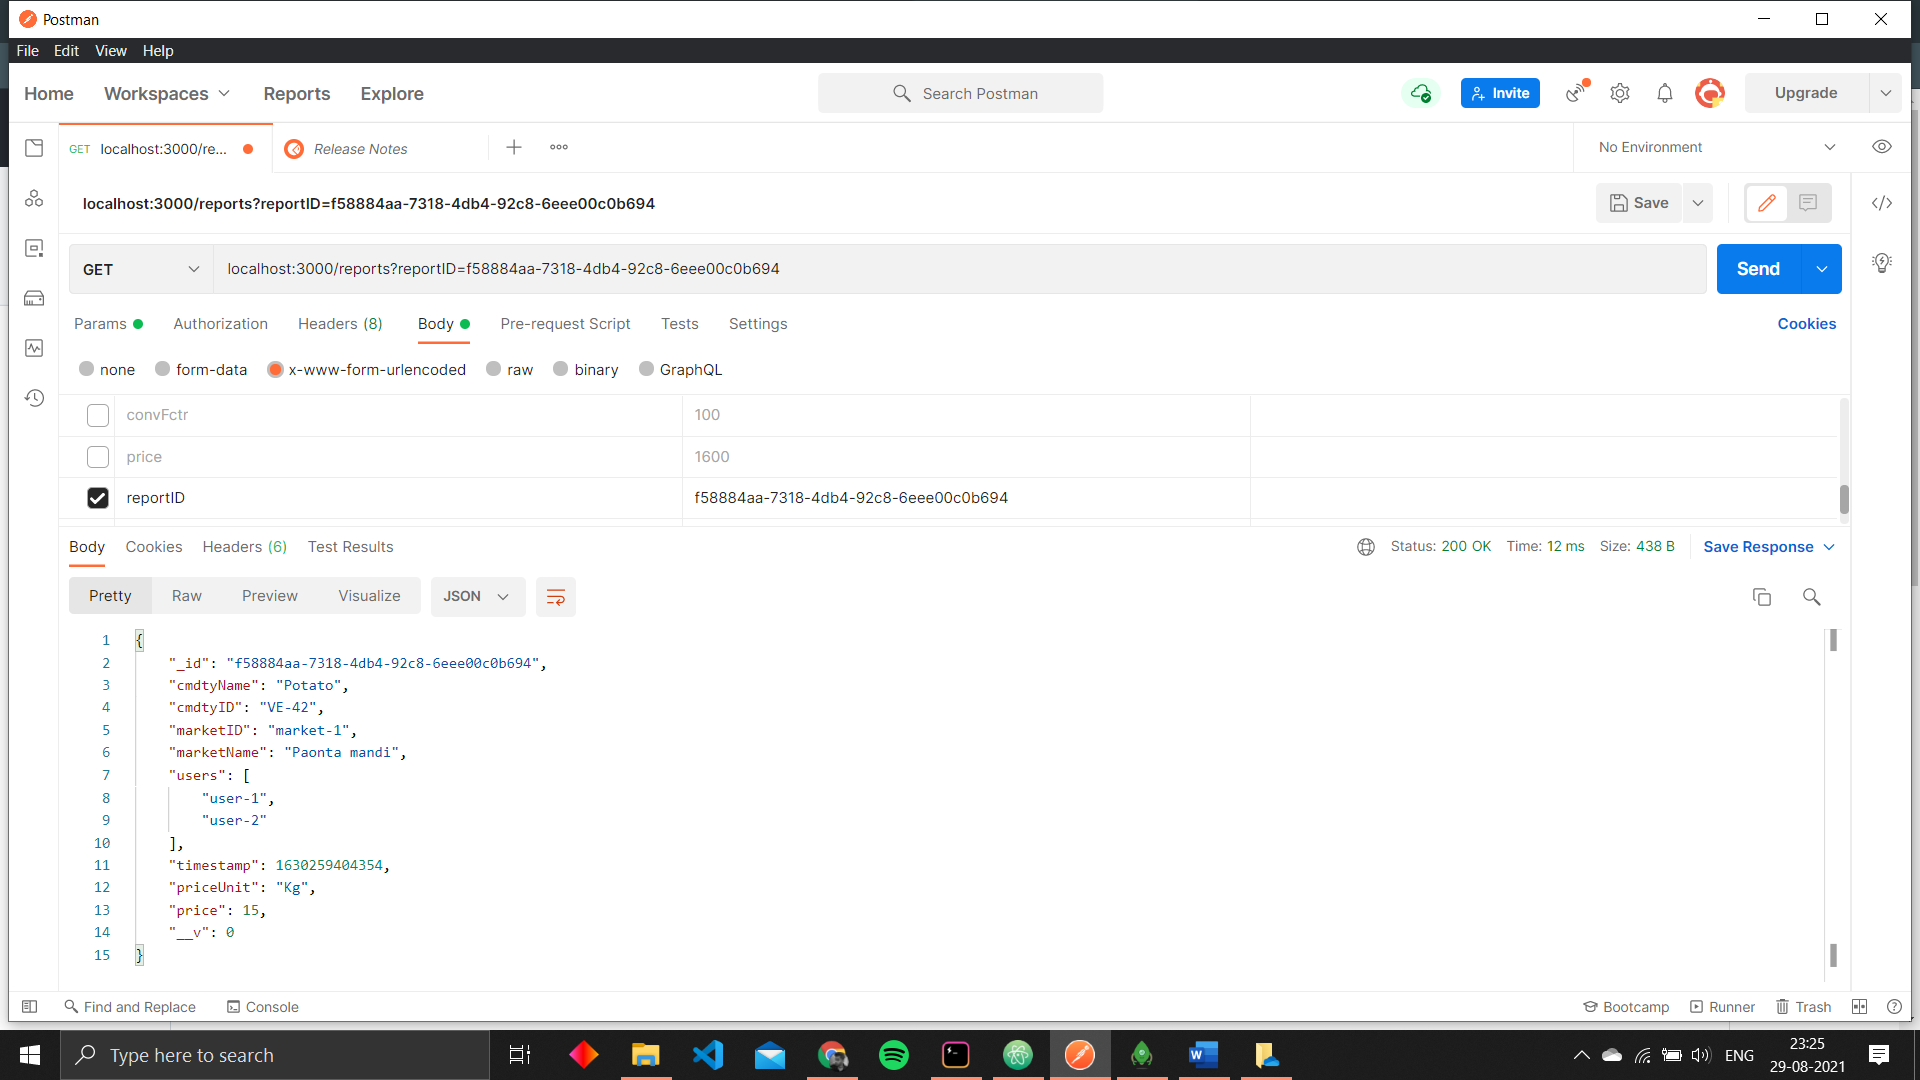 Postman
File Edit View Help
Home Workspaces Reports Explore Search Postman Invite Upgrade
GET localhost:3000/re... Release Notes No Environment
localhost:3000/reports?reportID=f58884aa-7318-4db4-92c8-6eee00c0b694 Save
GET localhost:3000/reports?reportID=f58884aa-7318-4db4-92c8-6eee00c0b694 Send
Params Authorization Headers (8) Body Pre-request Script Tests Settings Cookies
none form-data x-www-form-urlencoded raw binary GraphQL
convFctr 100
price 1600
reportID f58884aa-7318-4db4-92c8-6eee00c0b694
Body Cookies Headers (6) Test Results Status: 200 OK Time: 12 ms Size: 438 B Save Response
Pretty Raw Preview Visualize JSON
1 {
2 "_id": "f58884aa-7318-4db4-92c8-6eee00c0b694",
3 "cmdtyName": "Potato",
4 "cmdtyID": "VE-42",
5 "marketID": "market-1",
6 "marketName": "Paonta mandi",
7 "users": [
8 "user-1",
9 "user-2"
10 ],
11 "timestamp": 1630259404354,
12 "priceUnit": "Kg",
13 "price": 15,
14 "__v": 0
15 }
Find and Replace Console Bootcamp Runner Trash
Type here to search ENG 23:25
29-08-2021